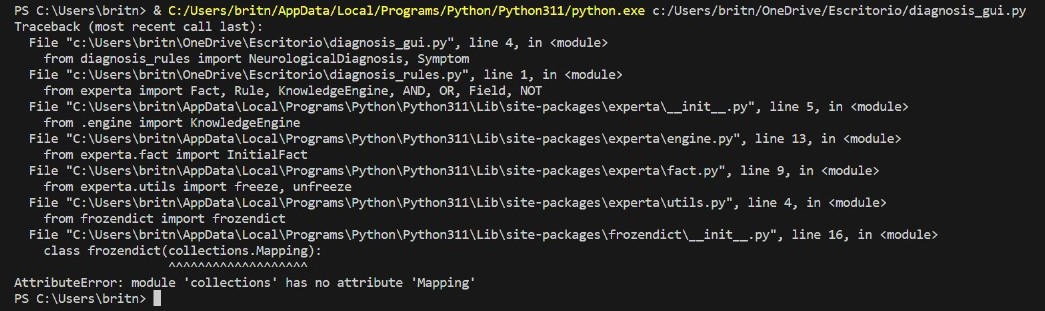 PS C:\Users\britn> & C:/Users/britn/AppData/Local/Programs/Python/Python311/python.exe c:/Users/britn/OneDrive/Escritorio/diagnosis_gui.py
Traceback (most recent call last):
  File "c:\Users\britn\OneDrive\Escritorio\diagnosis_gui.py", line 4, in <module>
    from diagnosis_rules import NeurologicalDiagnosis, Symptom
  File "c:\Users\britn\OneDrive\Escritorio\diagnosis_rules.py", line 1, in <module>
    from experta import Fact, Rule, KnowledgeEngine, AND, OR, Field, NOT
  File "C:\Users\britn\AppData\Local\Programs\Python\Python311\Lib\site-packages\experta\__init__.py", line 5, in <module>
    from .engine import KnowledgeEngine
  File "C:\Users\britn\AppData\Local\Programs\Python\Python311\Lib\site-packages\experta\engine.py", line 13, in <module>
    from experta.fact import InitialFact
  File "C:\Users\britn\AppData\Local\Programs\Python\Python311\Lib\site-packages\experta\fact.py", line 9, in <module>
    from experta.utils import freeze, unfreeze
  File "C:\Users\britn\AppData\Local\Programs\Python\Python311\Lib\site-packages\experta\utils.py", line 4, in <module>
    from frozendict import frozendict
  File "C:\Users\britn\AppData\Local\Programs\Python\Python311\Lib\site-packages\frozendict\__init__.py", line 16, in <module>
    class frozendict(collections.Mapping):
                     ^^^^^^^^^^^^^^^^^^^
AttributeError: module 'collections' has no attribute 'Mapping'
PS C:\Users\britn>